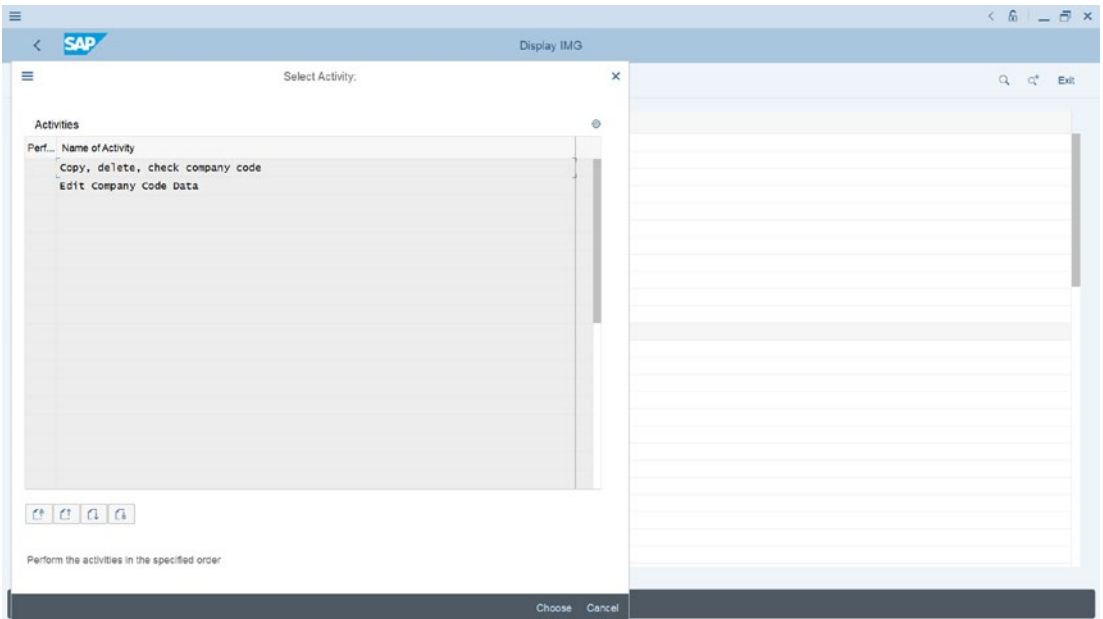 SAP
Display IMG
Select Activity:
Exit
Activities
Perf... Name of Activity
Copy, delete, check company code
Edit Company Code Data
Perform the activities in the specified order
Choose Cancel